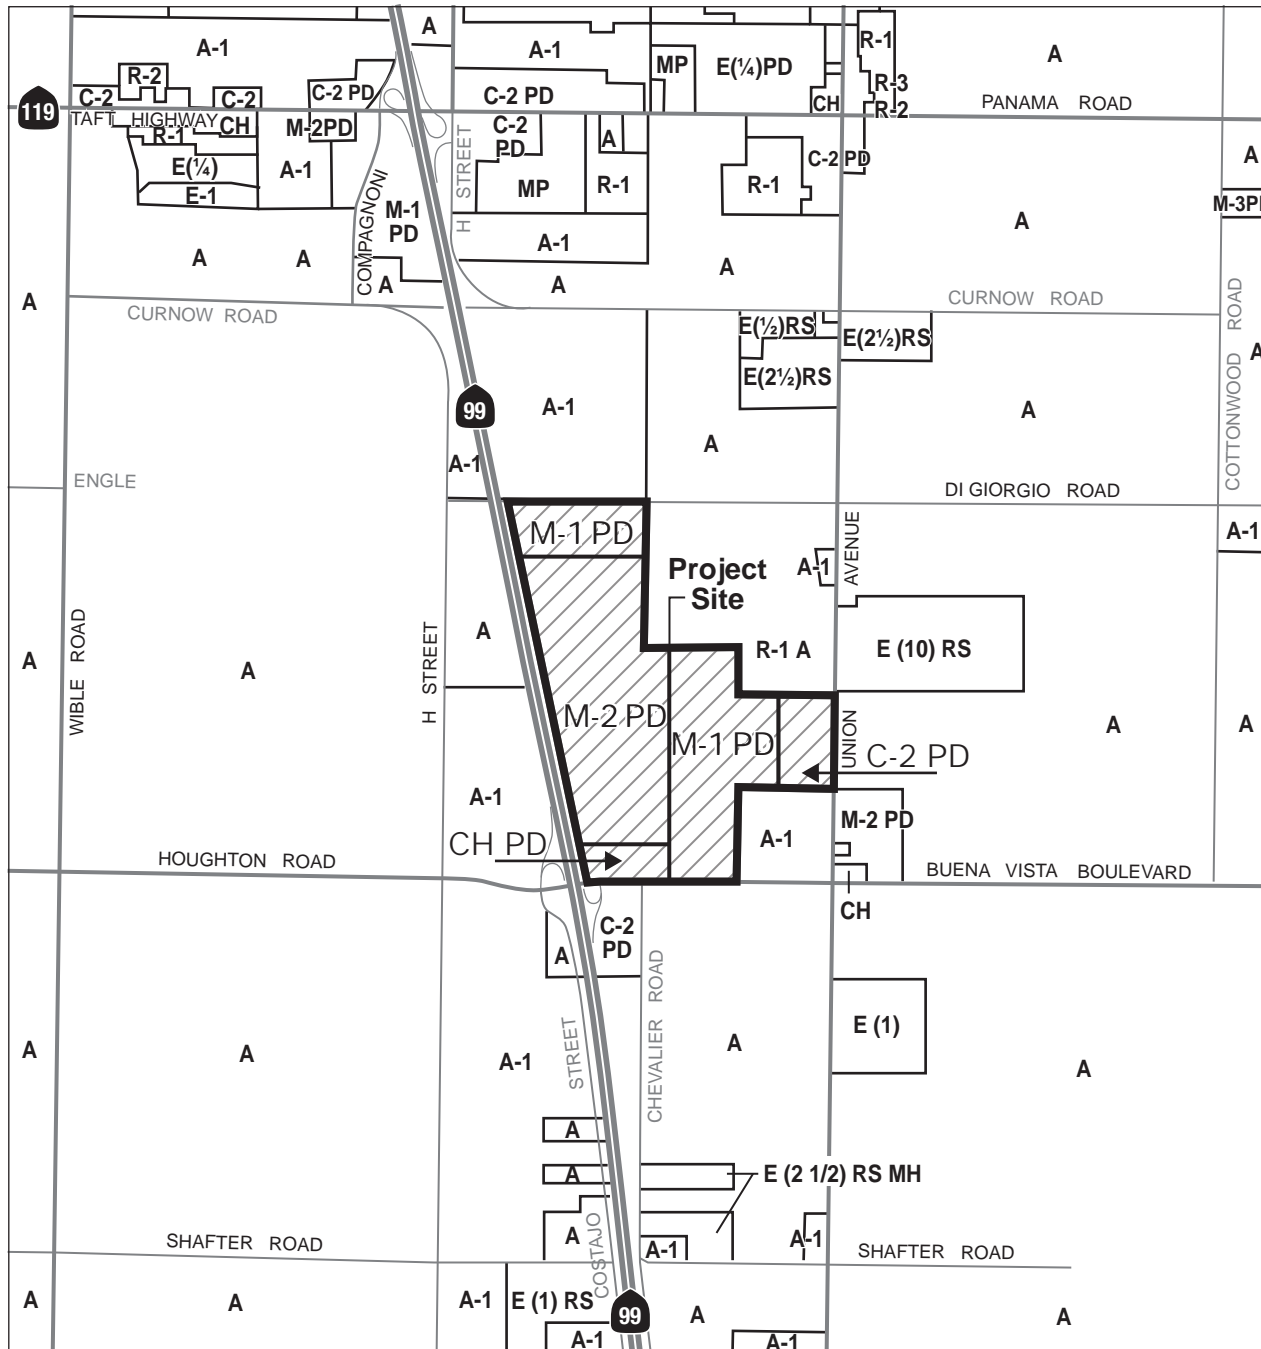 A
A-1
A-1
R-1
A
R-2
C-2
C-2
C-2 PD
C-2 PD
MP
E(¼)PD
CH
R-3
R-2
PANAMA ROAD
119
TAFT HIGHWAY
R-1
CH
M-2PD
C-2
PD
A
C-2 PD
E(¼)
A-1
E-1
MP
R-1
R-1
A
M-3P
COMPAGNONI
M-1
PD
H STREET
A-1
A
A
A
A
A
A
A
CURNOW ROAD
CURNOW ROAD
COTTONWOOD ROAD
E(½)RS
E(2½)RS
E(2½)RS
A
99
A-1
A
A
A-1
ENGLE
DI GIORGIO ROAD
M-1 PD
AVENUE
A-1
A-1
Project
Site
WIBLE ROAD
H STREET
A
A
A
R-1 A
E (10) RS
M-2 PD
M-1 PD
UNION
C-2 PD
A
A
A-1
CH PD
A-1
M-2 PD
HOUGHTON ROAD
BUENA VISTA BOULEVARD
CH
C-2
PD
A
CHEVALIER ROAD
STREET
E (1)
A
A
A-1
A
A
A
A
E (2 1/2) RS MH
COSTAJO
A
A-1
A-1
SHAFTER ROAD
SHAFTER ROAD
A
A
A-1
E (1) RS
99
A
A
A-1
A-1